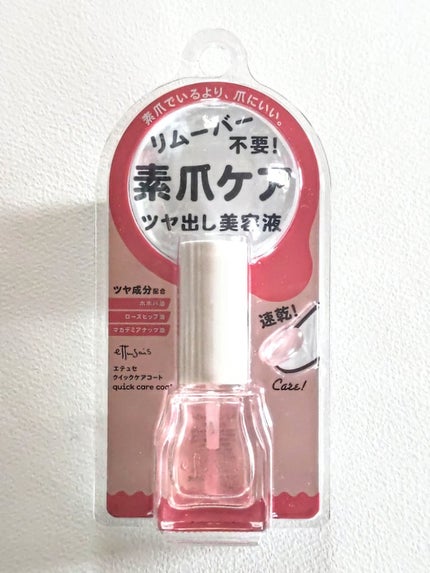 素爪でいるより、爪にいい。
リムーバー
不要!
素爪ケア
ツヤ出し美容液
ツヤ成分配合
ホホバ油
ローズヒップ油
マカデミアナッツ油
速乾!
ettusais
エテュセ
クイックケアコート
quick care coat
Care!